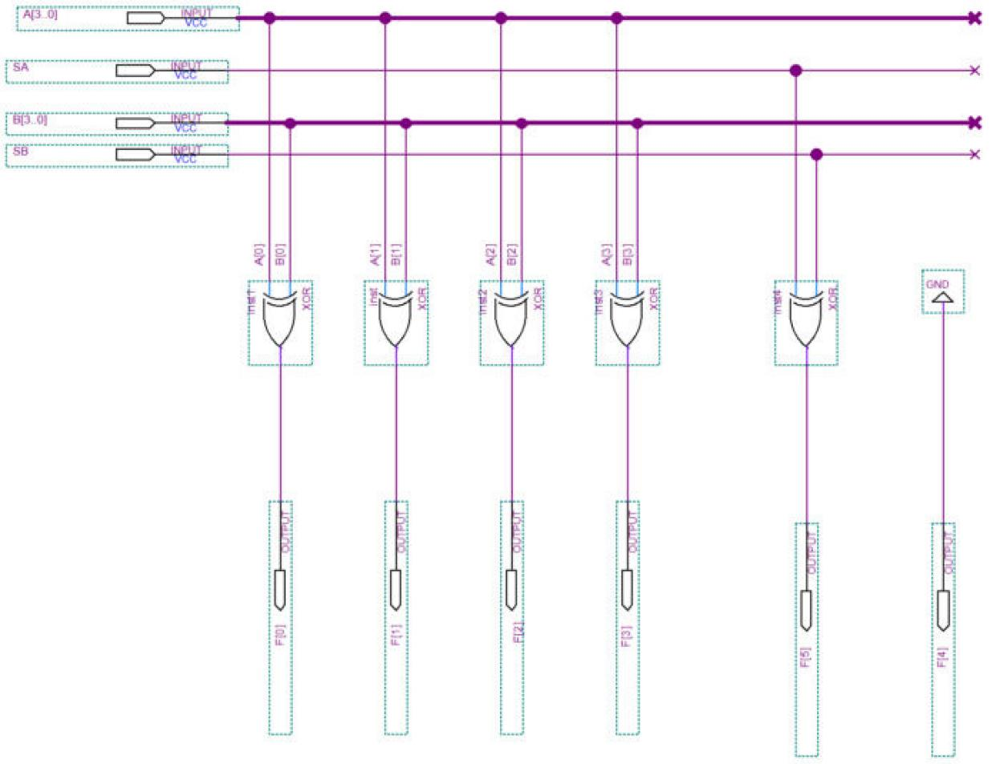 A[3..0] INPUT
VCC
SA INPUT
VCC
B[3..0] INPUT
VCC
SB INPUT
VCC
A[0] B[0] A[1] B[1] A[2] B[2] A[3] B[3]
inst1 XOR inst XOR inst2 XOR inst3 XOR inst4 XOR GND
OUTPUT OUTPUT OUTPUT OUTPUT OUTPUT OUTPUT
F[0] F[1] F[2] F[3] F[5] F[4]